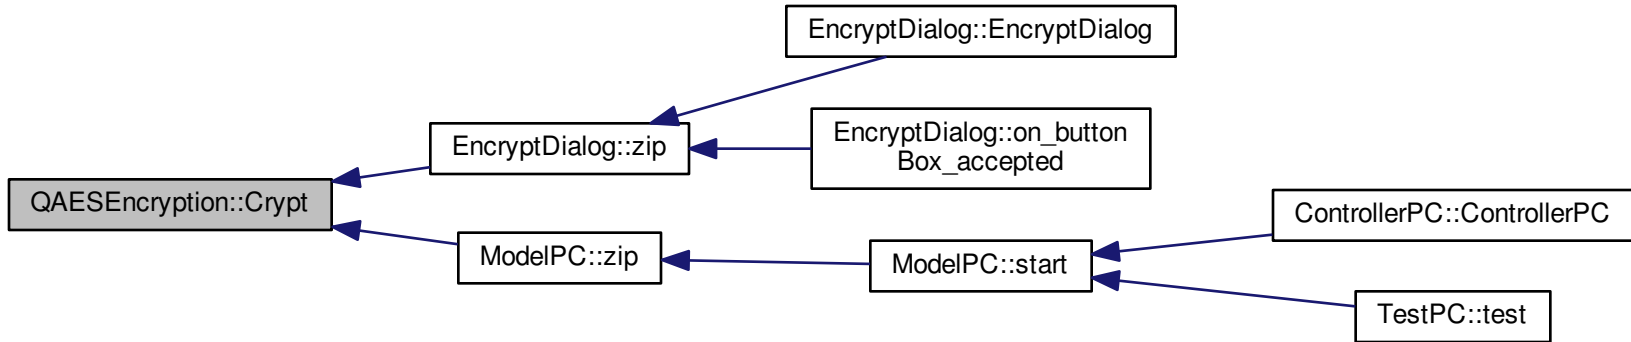 EncryptDialog::EncryptDialog
EncryptDialog::zip
EncryptDialog::on_button
Box_accepted
QAESEncryption::Crypt
ControllerPC::ControllerPC
ModelPC::zip
ModelPC::start
TestPC::test